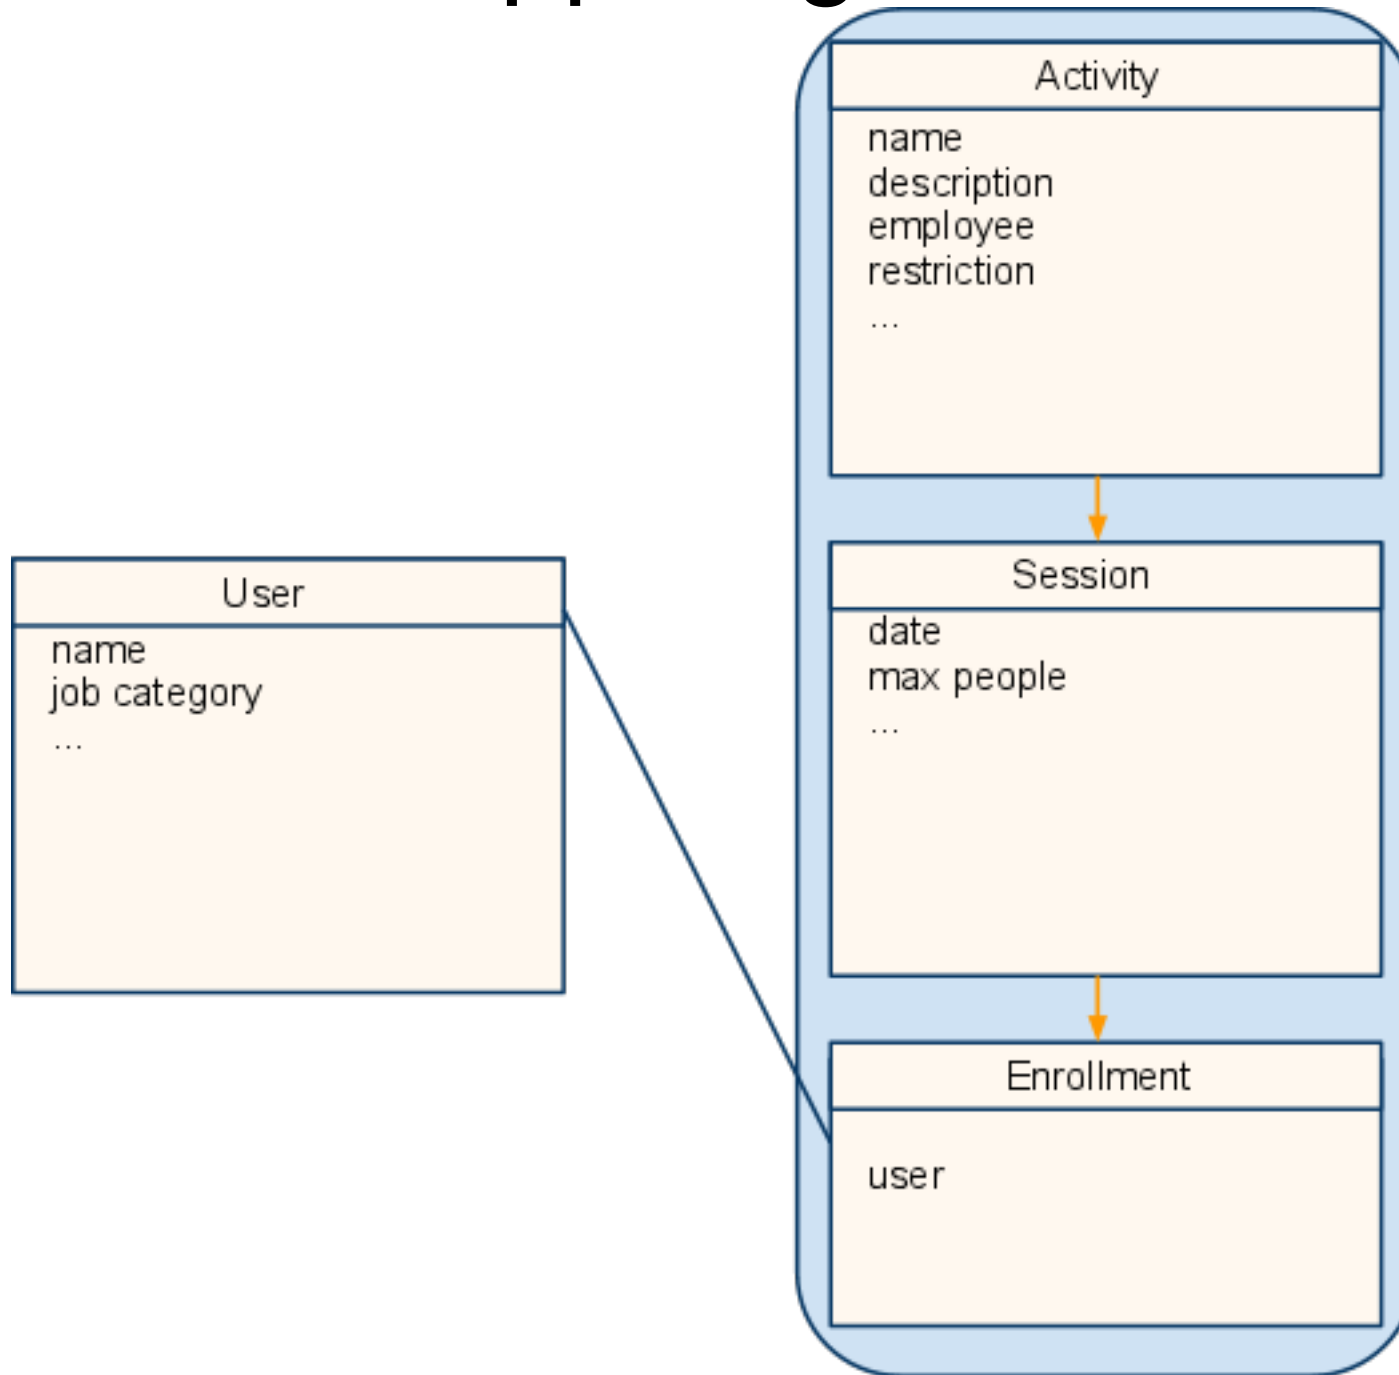 Activity
name
description
employee
restriction
...
User
name
job category
...
Session
date
max people
...
Enrollment
user